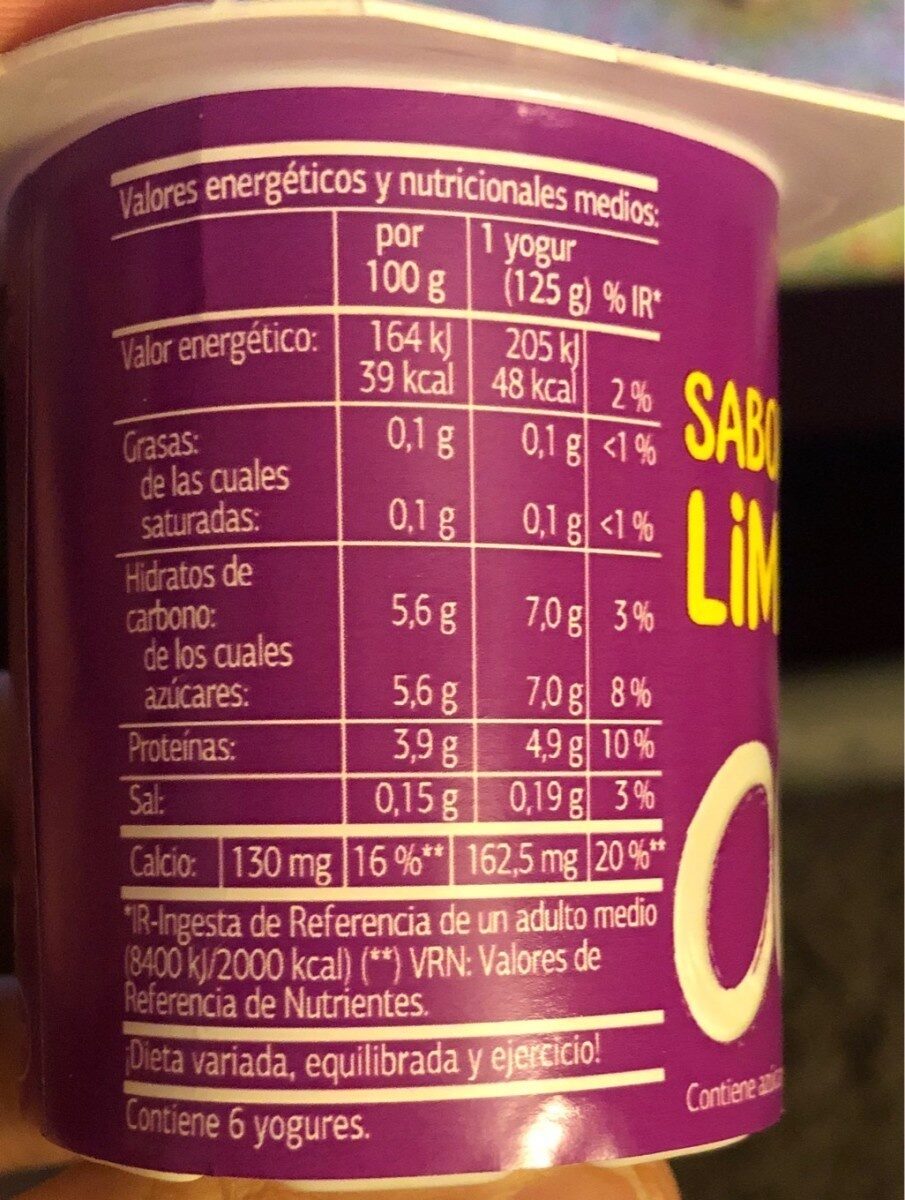 Valores energéticos y nutricionales medios:
por 100 g 1 yogur (125 g) % IR*
Valor energético: 164 kJ 205 kJ
39 kcal 48 kcal 2 %
Grasas: 0,1 g 0,1 g <1 %
de las cuales
saturadas: 0,1 g 0,1 g <1 %
Hidratos de
carbono: 5,6 g 7,0 g 3 %
de los cuales
azúcares: 5,6 g 7,0 g 8 %
Proteínas: 3,9 g 4,9 g 10 %
Sal: 0,15 g 0,19 g 3 %
Calcio: 130 mg 16 %** 162,5 mg 20 %**
*IR-Ingesta de Referencia de un adulto medio
(8400 kJ/2000 kcal) (**) VRN: Valores de
Referencia de Nutrientes.
¡Dieta variada, equilibrada y ejercicio!
Contiene 6 yogures.
SABO
LIM
Contiene